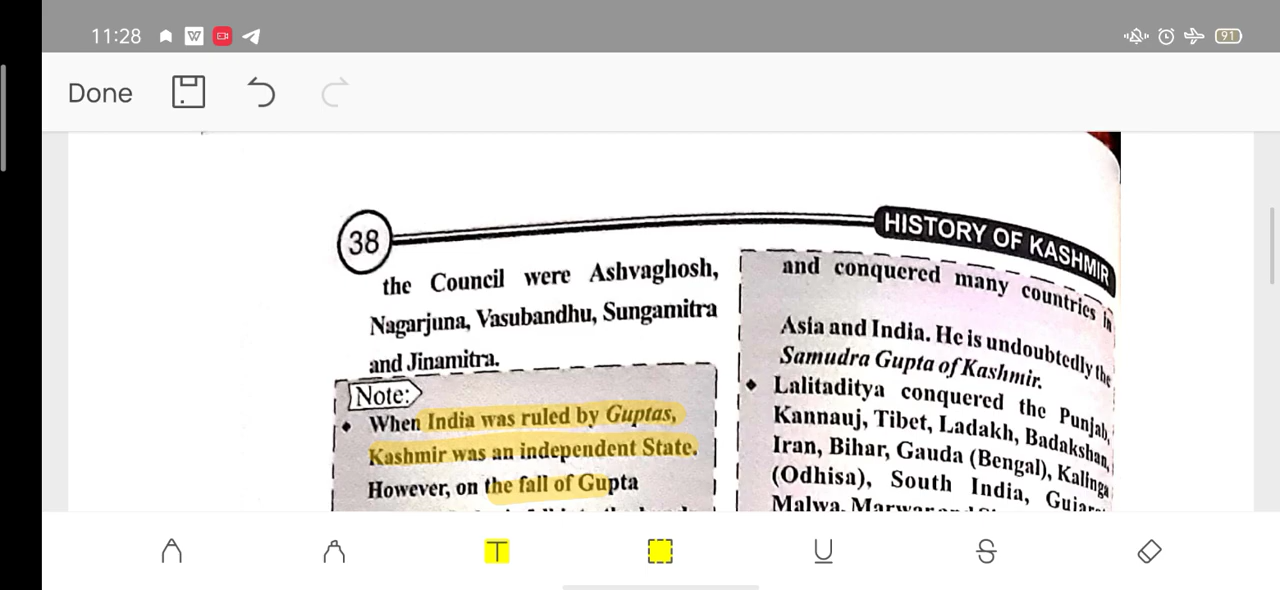 11:28
W
91
Done
38
HISTORY OF KASHMIR
the Council were Ashvaghosh,
Nagarjuna, Vasubandhu, Sungamitra
and Jinamitra.
Note:
When India was ruled by Guptas,
Kashmir was an independent State.
However, on the fall of Gupta
and conquered many countries in
Asia and India. He is undoubtedly the
Samudra Gupta of Kashmir.
Lalitaditya conquered the Punjab,
Kannauj, Tibet, Ladakh, Badakshan,
Iran, Bihar, Gauda (Bengal), Kalinga
(Odhisa), South India,
Malwa,
T
U
S